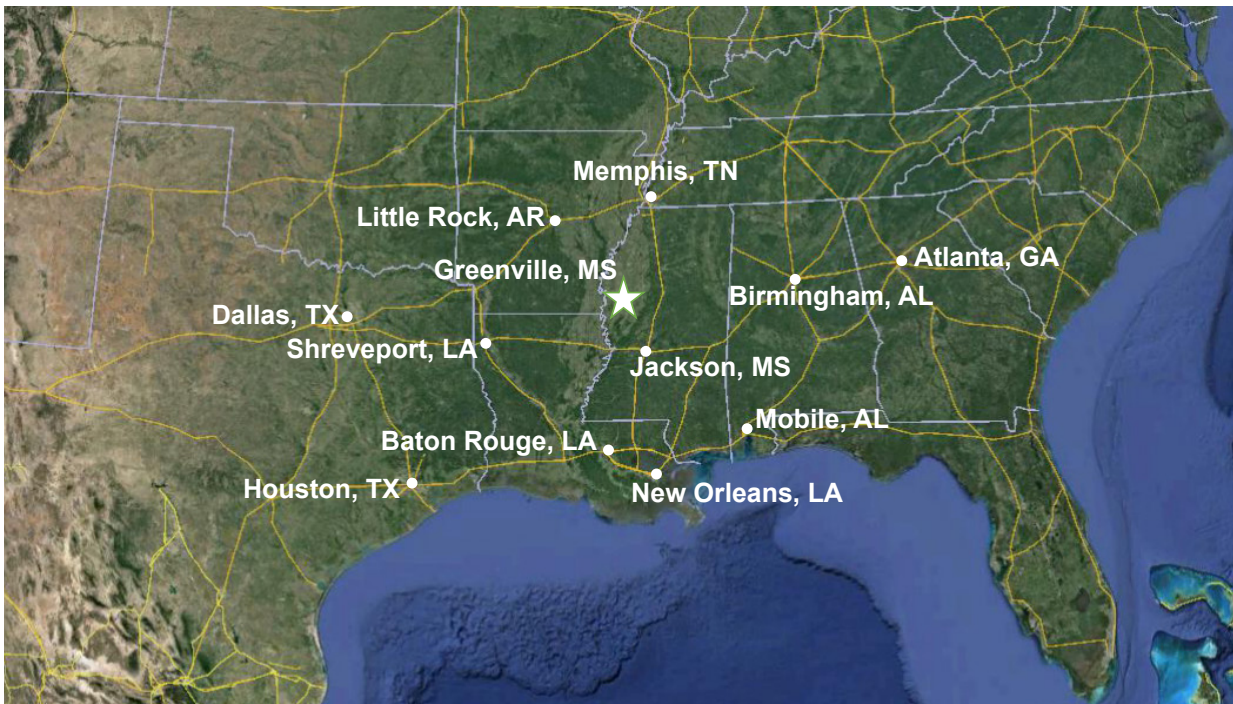 Memphis, TN
Little Rock, AR
Atlanta, GA
Greenville, MS
Birmingham, AL
Dallas, TX
Shreveport, LA
Jackson, MS
Mobile, AL
Baton Rouge, LA
Houston, TX
New Orleans, LA